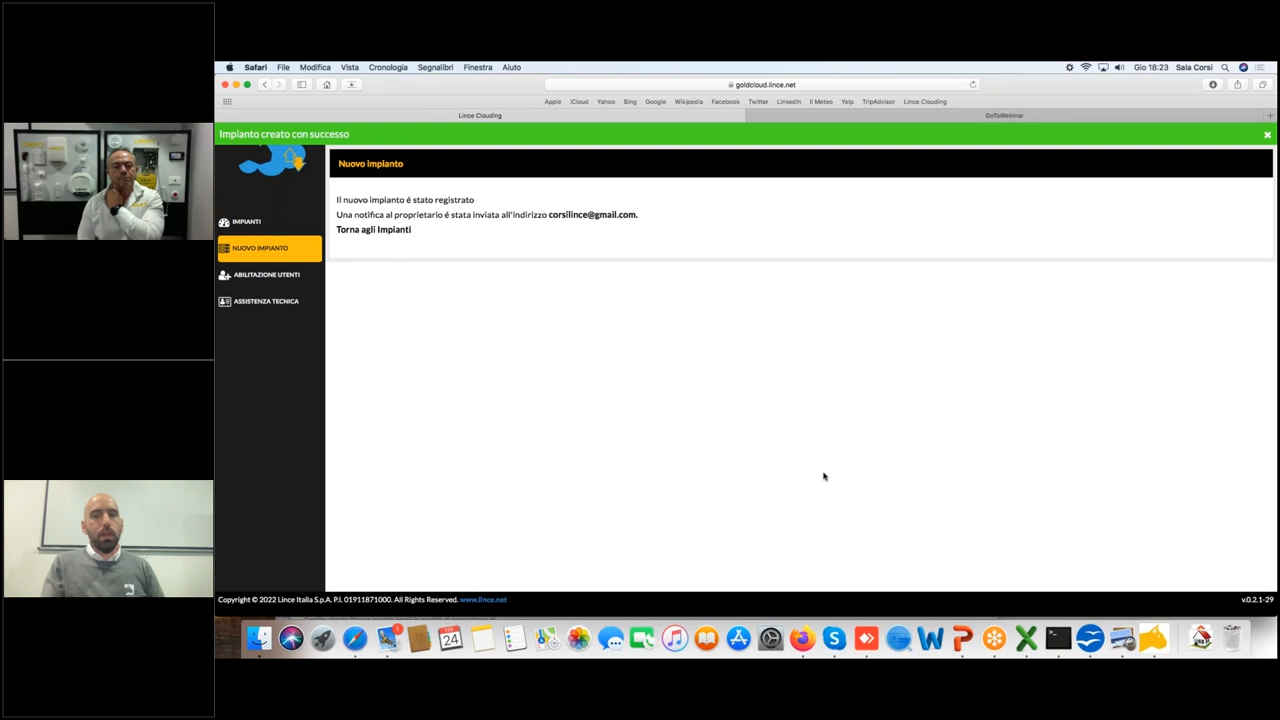 Safari File Modifica Vista Cronologia Segnalibri Finestra Aiuto Gio 18:23 Sala Corsi
goldcloud.lince.net
Apple iCloud Yahoo Bing Google Wikipedia Facebook Twitter LinkedIn Il Meteo Yelp TripAdvisor Lince Clouding
Lince Clouding GoToWebinar
Impianto creato con successo
Nuovo impianto
Il nuovo impianto é stato registrato
Una notifica al proprietario é stata inviata all'indirizzo corsilince@gmail.com.
Torna agli Impianti
IMPIANTI
NUOVO IMPIANTO
ABILITAZIONE UTENTI
ASSISTENZA TECNICA
Copyright © 2022 Lince Italia S.p.A. P.I. 01911871000. All Rights Reserved. www.lince.net v.0.2.1-29
24
1